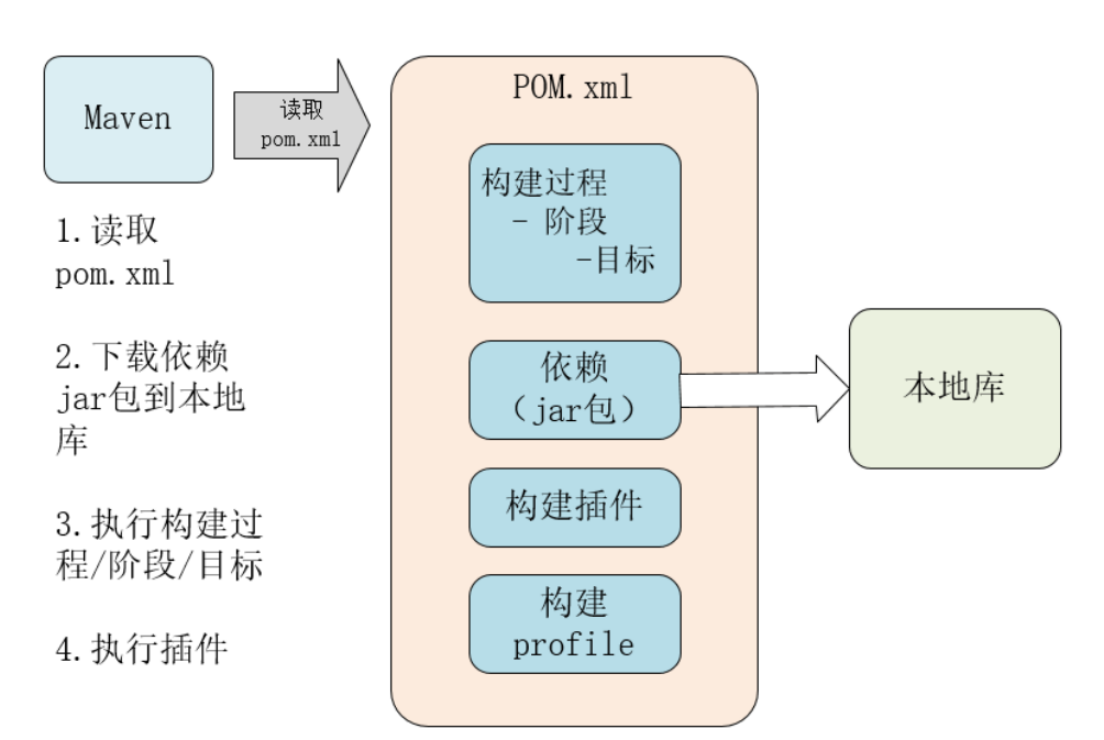 Maven
读取
pom.xml
1.读取
pom.xml
2.下载依赖
jar包到本地
库
3.执行构建过
程/阶段/目标
4.执行插件
POM.xml
构建过程
- 阶段
-目标
依赖
（jar包）
构建插件
构建
profile
本地库